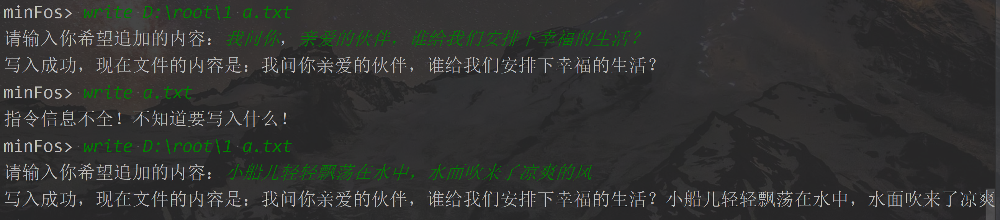 minFos> write D:\root\1 a.txt
请输入你希望追加的内容：我问你，亲爱的伙伴，谁给我们安排下幸福的生活？
写入成功，现在文件的内容是：我问你亲爱的伙伴，谁给我们安排下幸福的生活？
minFos> write a.txt
指令信息不全！不知道要写入什么！
minFos> write D:\root\1 a.txt
请输入你希望追加的内容：小船儿轻轻飘荡在水中，水面吹来了凉爽的风
写入成功，现在文件的内容是：我问你亲爱的伙伴，谁给我们安排下幸福的生活？小船儿轻轻飘荡在水中，水面吹来了凉爽